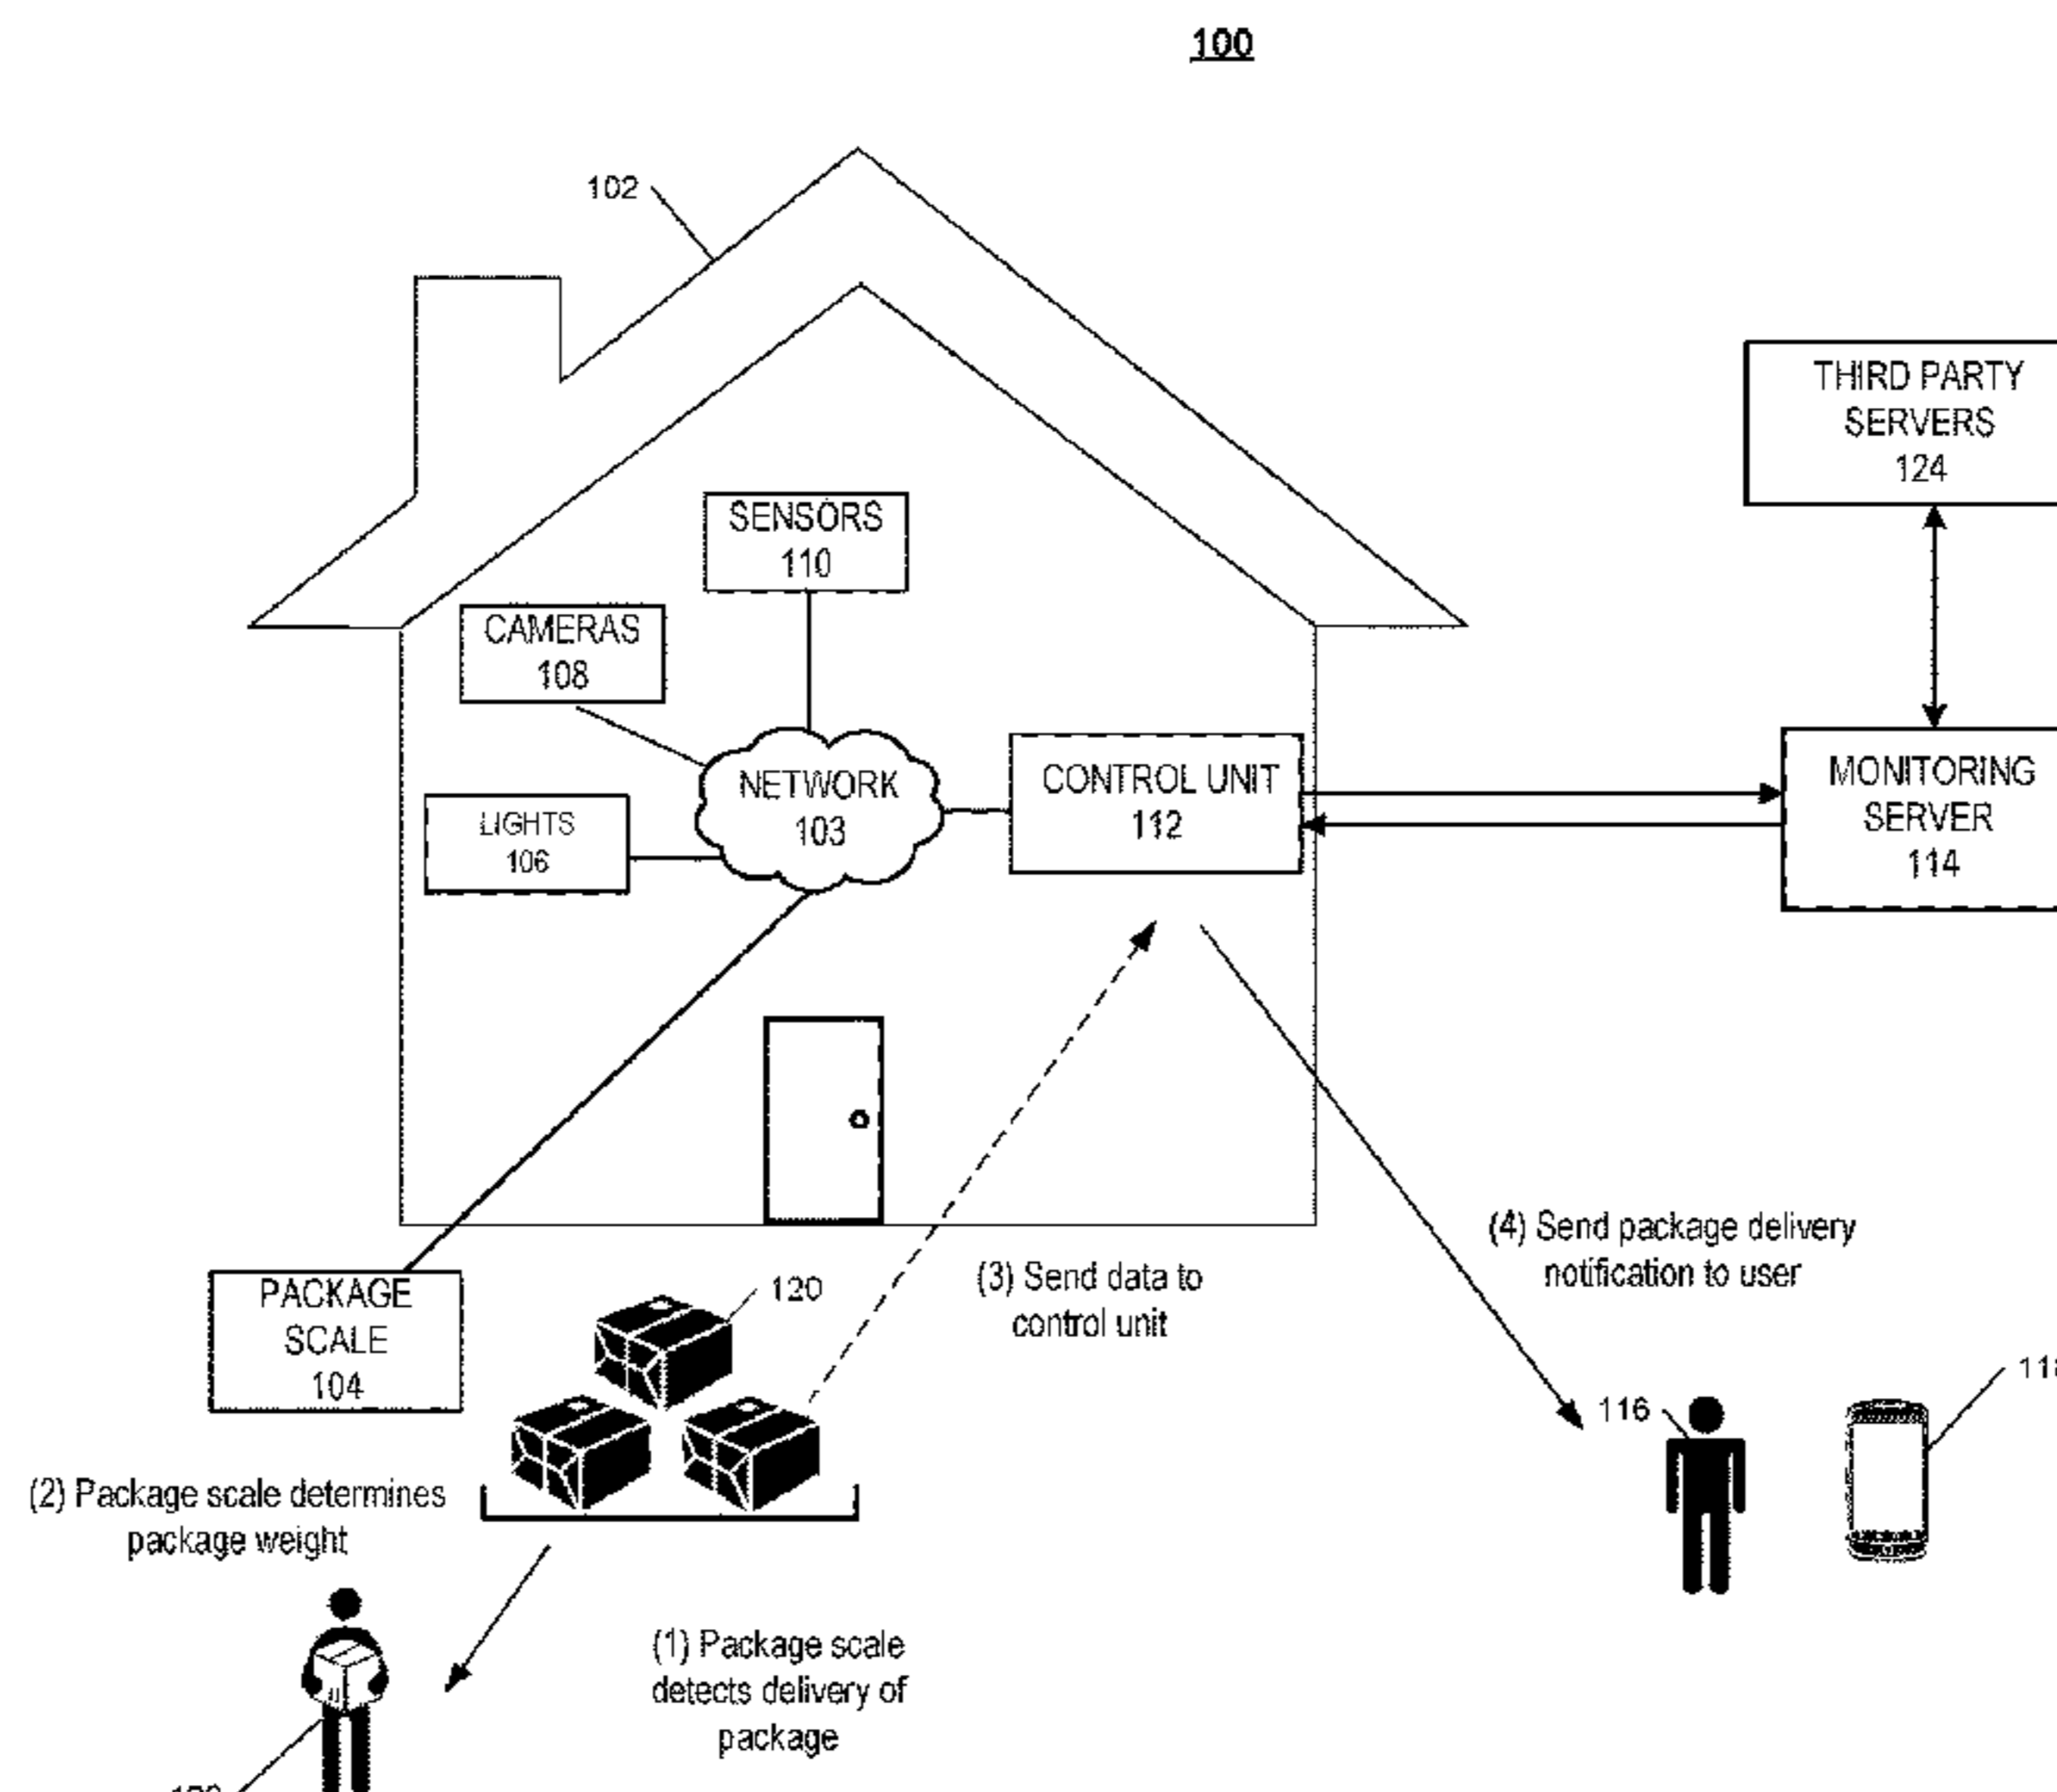 100
102
THIRD PARTY
SERVERS
124
SENSORS
110
CAMERAS
108
NETWORK
103
CONTROL UNIT
112
MONITORING
SERVER
114
LIGHTS
106
(4) Send package delivery
notification to user
PACKAGE
SCALE
104
120
(3) Send data to
control unit
116
(2) Package scale determines
package weight
(1) Package scale
detects delivery of
package